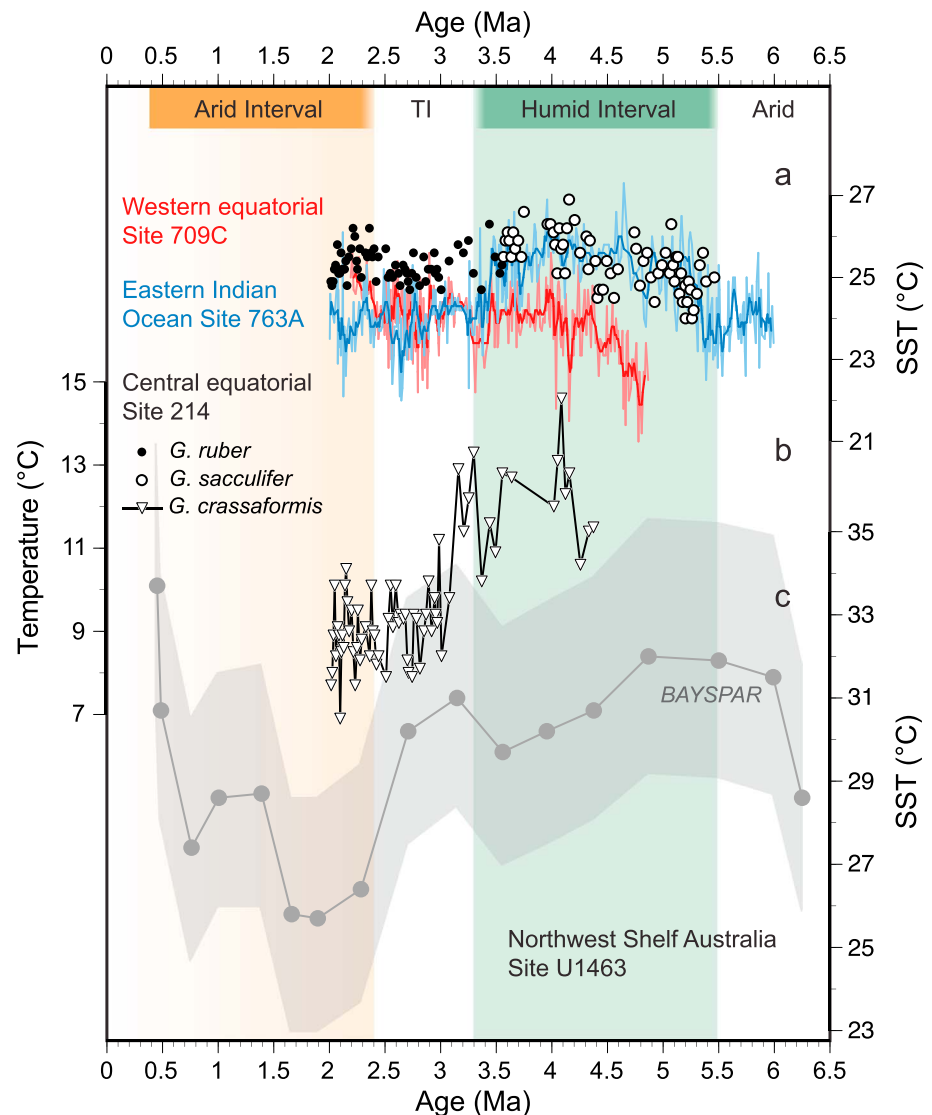 Age (Ma)
0 0.5 1 1.5 2 2.5 3 3.5 4 4.5 5 5.5 6 6.5
Arid Interval TI Humid Interval Arid
a
Western equatorial
Site 709C
Eastern Indian
Ocean Site 763A
27
25
23
21
SST (°C)
Central equatorial
Site 214
G. ruber
G. sacculifer
G. crassaformis
b
15
13
11
9
7
Temperature (°C)
c
35
33
31
29
27
25
23
SST (°C)
BAYSPAR
Northwest Shelf Australia
Site U1463
0 0.5 1 1.5 2 2.5 3 3.5 4 4.5 5 5.5 6 6.5
Age (Ma)